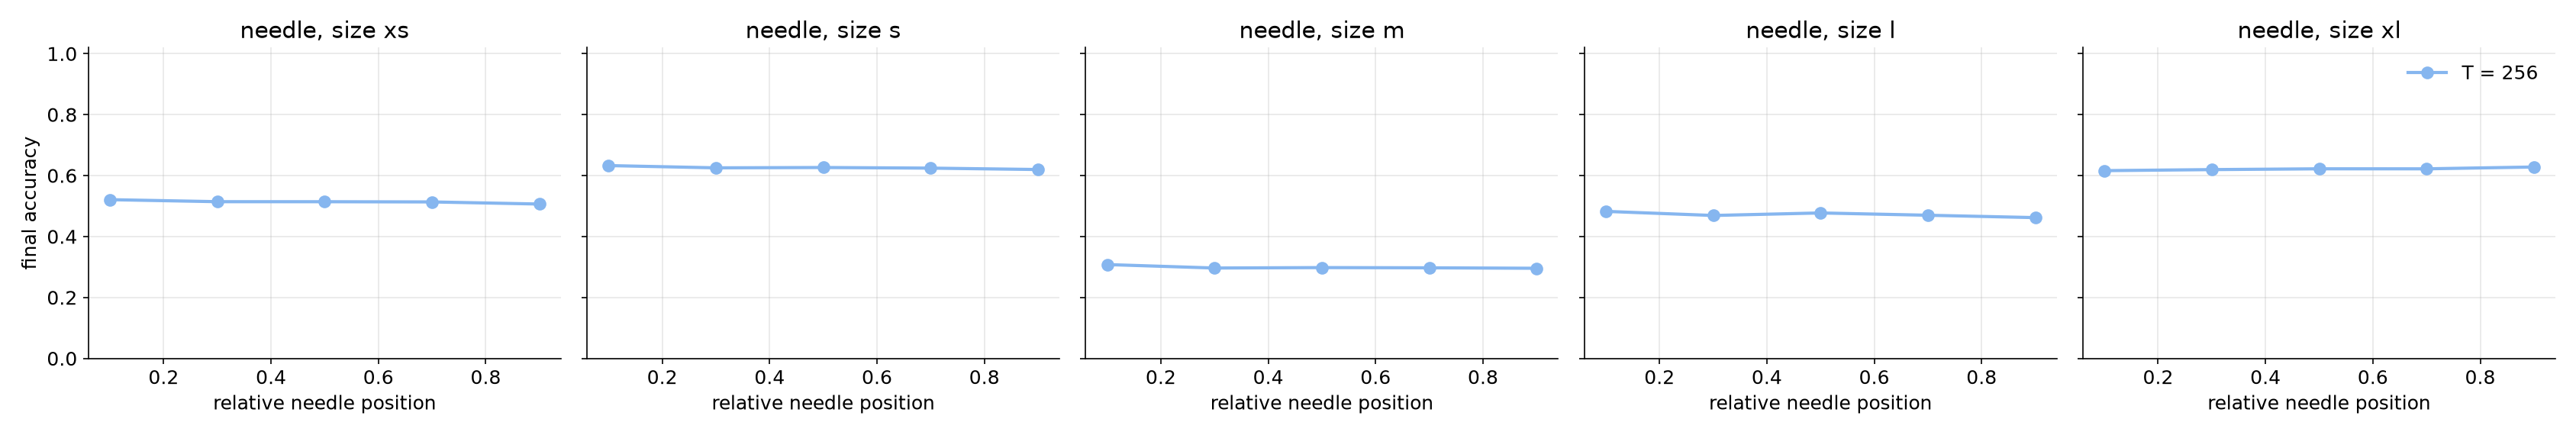 needle, size xs
needle, size s
needle, size m
needle, size l
needle, size xl
T = 256
final accuracy
1.0
0.8
0.6
0.4
0.2
0.0
0.2 0.4 0.6 0.8
0.2 0.4 0.6 0.8
0.2 0.4 0.6 0.8
0.2 0.4 0.6 0.8
0.2 0.4 0.6 0.8
relative needle position
relative needle position
relative needle position
relative needle position
relative needle position